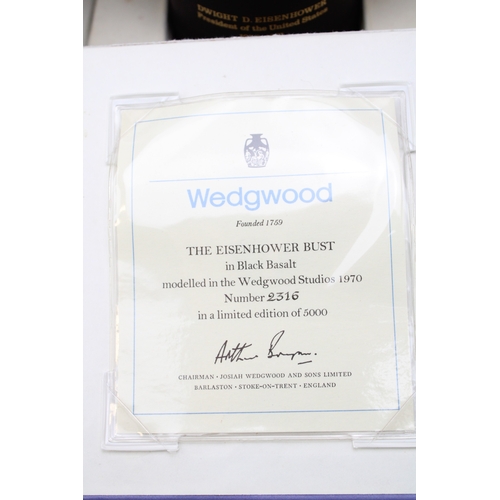 DWIGHT D. EISENHOWER
President of the United States
Wedgwood
Founded 1759
THE EISENHOWER BUST
in Black Basalt
modelled in the Wedgwood Studios 1970
Number 2316
in a limited edition of 5000
Arthur Bryan.
CHAIRMAN · JOSIAH WEDGWOOD AND SONS LIMITED
BARLASTON · STOKE-ON-TRENT · ENGLAND